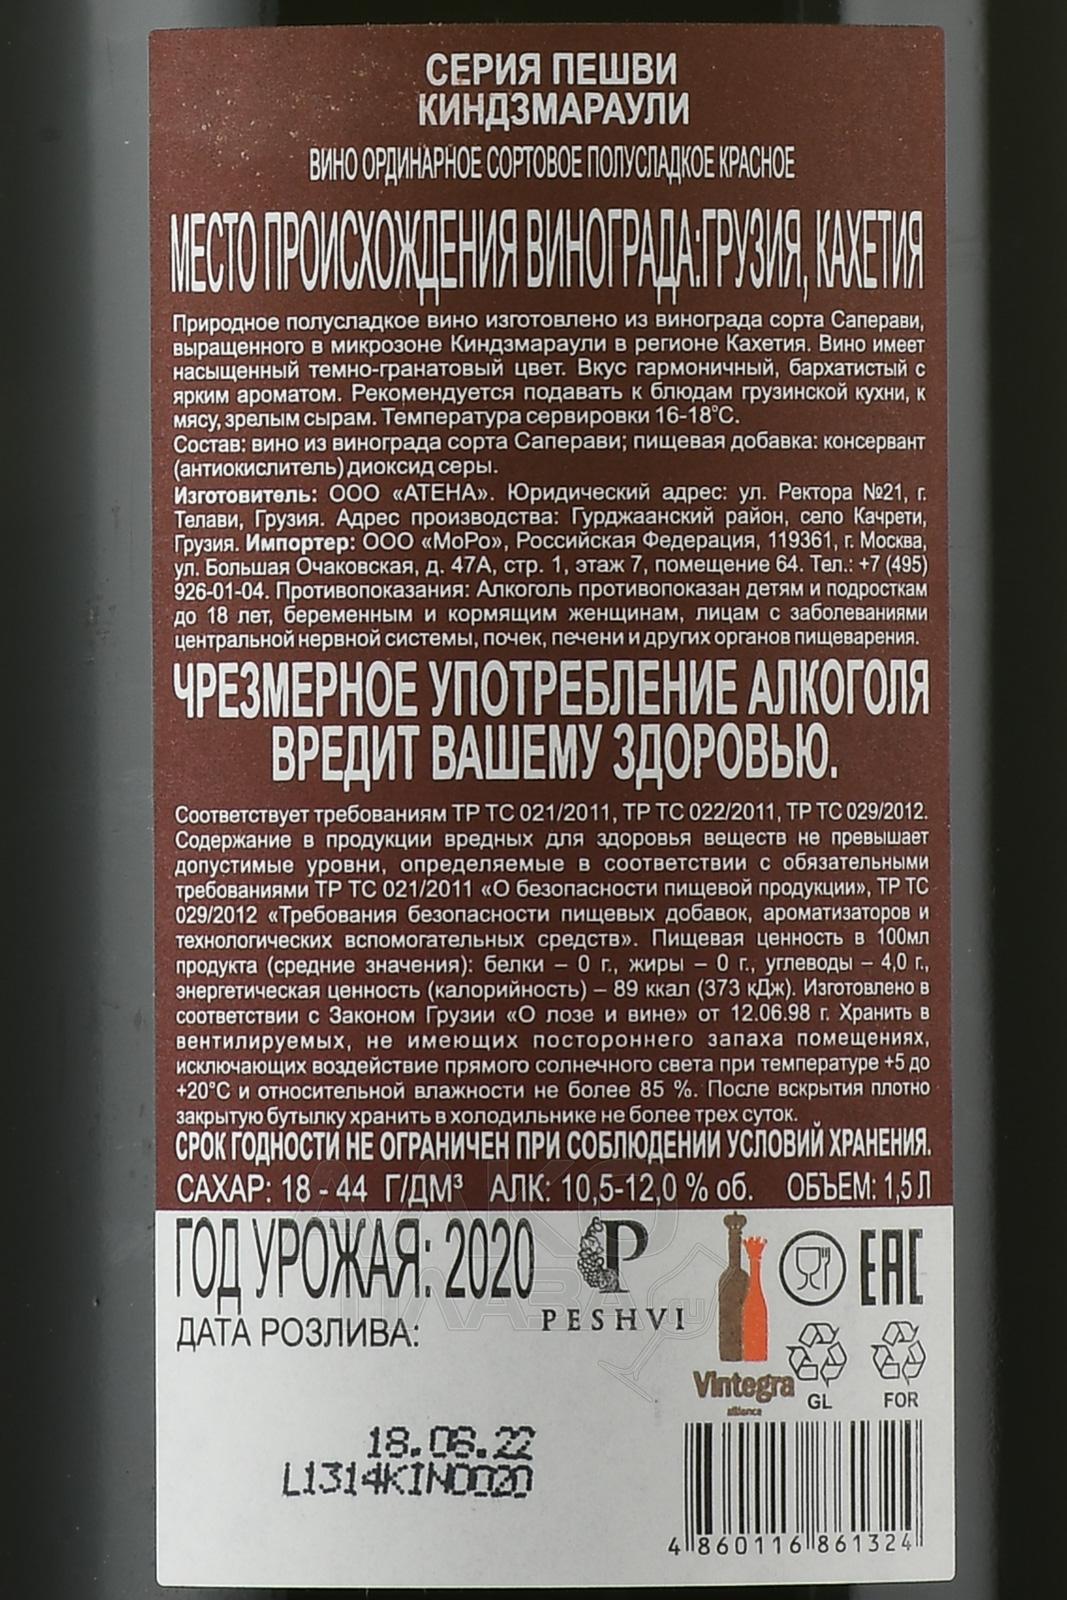 СЕРИЯ ПЕШВИ
КИНДЗМАРАУЛИ
ВИНО ОРДИНАРНОЕ СОРТОВОЕ ПОЛУСЛАДКОЕ КРАСНОЕ
МЕСТО ПРОИСХОЖДЕНИЯ ВИНОГРАДА:ГРУЗИЯ, КАХЕТИЯ
Природное полусладкое вино изготовлено из винограда сорта Саперави,
выращенного в микрозоне Киндзмараули в регионе Кахетия. Вино имеет
насыщенный темно-гранатовый цвет. Вкус гармоничный, бархатистый с
ярким ароматом. Рекомендуется подавать к блюдам грузинской кухни, к
мясу, зрелым сырам. Температура сервировки 16-18°С.
Состав: вино из винограда сорта Саперави; пищевая добавка: консервант
(антиокислитель) диоксид серы.
Изготовитель: ООО «АТЕНА». Юридический адрес: ул. Ректора №21, г.
Телави, Грузия. Адрес производства: Гурджаанский район, село Качрети,
Грузия. Импортер: ООО «МоРо», Российская Федерация, 119361, г. Москва,
ул. Большая Очаковская, д. 47А, стр. 1, этаж 7, помещение 64. Тел.: +7 (495)
926-01-04. Противопоказания: Алкоголь противопоказан детям и подросткам
до 18 лет, беременным и кормящим женщинам, лицам с заболеваниями
центральной нервной системы, почек, печени и других органов пищеварения.
ЧРЕЗМЕРНОЕ УПОТРЕБЛЕНИЕ АЛКОГОЛЯ
ВРЕДИТ ВАШЕМУ ЗДОРОВЬЮ.
Соответствует требованиям ТР ТС 021/2011, ТР ТС 022/2011, ТР ТС 029/2012.
Содержание в продукции вредных для здоровья веществ не превышает
допустимые уровни, определяемые в соответствии с обязательными
требованиями ТР ТС 021/2011 «О безопасности пищевой продукции», ТР ТС
029/2012 «Требования безопасности пищевых добавок, ароматизаторов и
технологических вспомогательных средств». Пищевая ценность в 100мл
продукта (средние значения): белки – 0 г., жиры – 0 г., углеводы – 4,0 г.,
энергетическая ценность (калорийность) – 89 ккал (373 кДж). Изготовлено в
соответствии с Законом Грузии «О лозе и вине» от 12.06.98 г. Хранить в
вентилируемых, не имеющих постороннего запаха помещениях,
исключающих воздействие прямого солнечного света при температуре +5 до
+20°С и относительной влажности не более 85 %. После вскрытия плотно
закрытую бутылку хранить в холодильнике не более трех суток.
СРОК ГОДНОСТИ НЕ ОГРАНИЧЕН ПРИ СОБЛЮДЕНИИ УСЛОВИЙ ХРАНЕНИЯ.
САХАР: 18 - 44 Г/ДМ³ АЛК: 10,5-12,0 % об. ОБЪЕМ: 1,5 Л
ГОД УРОЖАЯ: 2020
ДАТА РОЗЛИВА:
P
PESHVI
Vintegra
alliance
EAC
GL
FOR
18.06.22
L1314KIN0020
4 860116 861324
АЛКО
ПЛАЗА
.ru